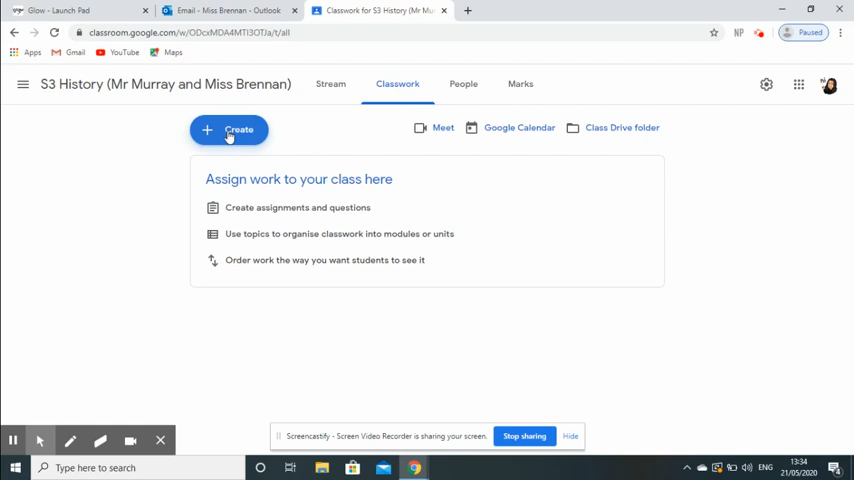 Glow - Launch Pad
Email - Miss Brennan - Outlook
Classwork for S3 History (Mr Mu
classroom.google.com/w/ODcxMDA4MTI3OTJa/t/all
NP
Paused
Apps
Gmail
YouTube
Maps
S3 History (Mr Murray and Miss Brennan)
Stream
Classwork
People
Marks
Create
Meet
Google Calendar
Class Drive folder
Assign work to your class here
Create assignments and questions
Use topics to organise classwork into modules or units
Order work the way you want students to see it
Screencastify - Screen Video Recorder is sharing your screen.
Stop sharing
Hide
Type here to search
ENG
13:34
21/05/2020
4